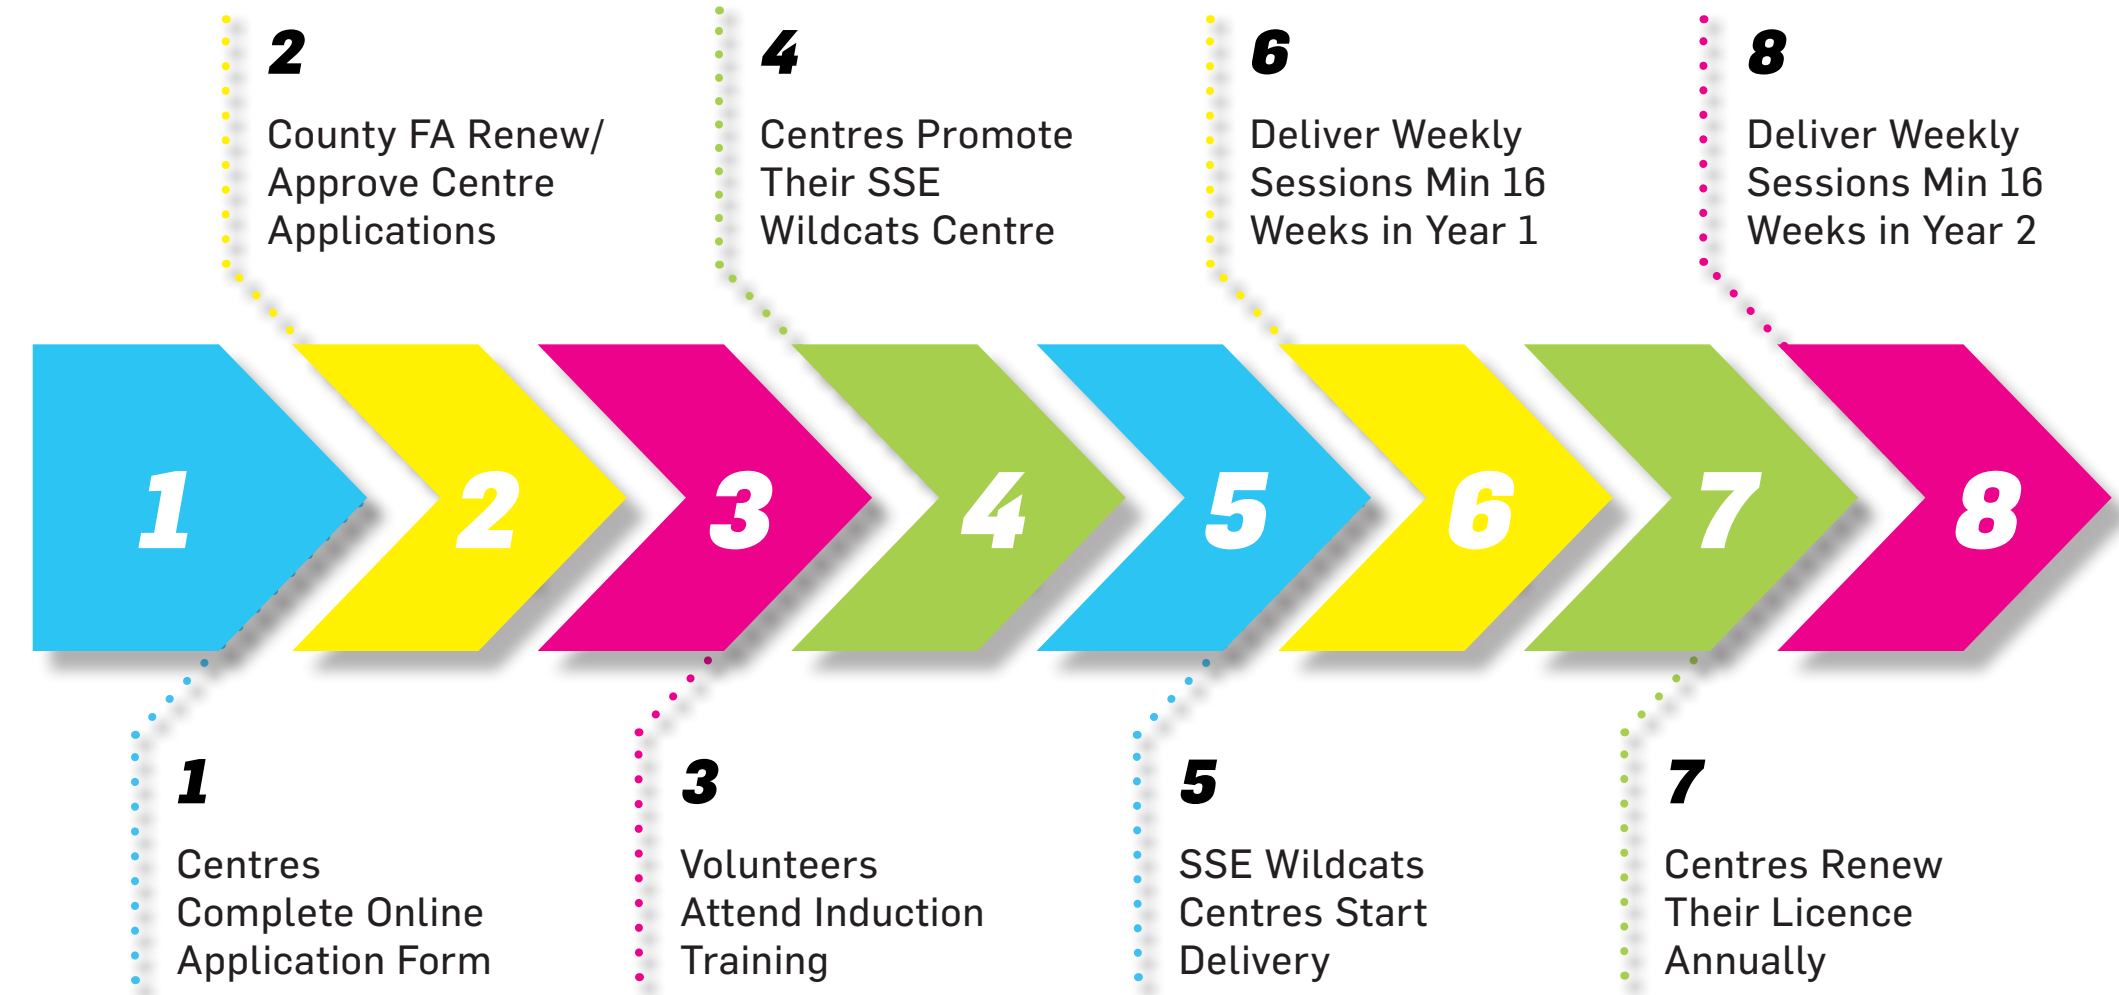 2
County FA Renew/
Approve Centre
Applications
4
Centres Promote
Their SSE
Wildcats Centre
6
Deliver Weekly
Sessions Min 16
Weeks in Year 1
8
Deliver Weekly
Sessions Min 16
Weeks in Year 2
1
2
3
4
5
6
7
8
1
Centres
Complete Online
Application Form
3
Volunteers
Attend Induction
Training
5
SSE Wildcats
Centres Start
Delivery
7
Centres Renew
Their Licence
Annually